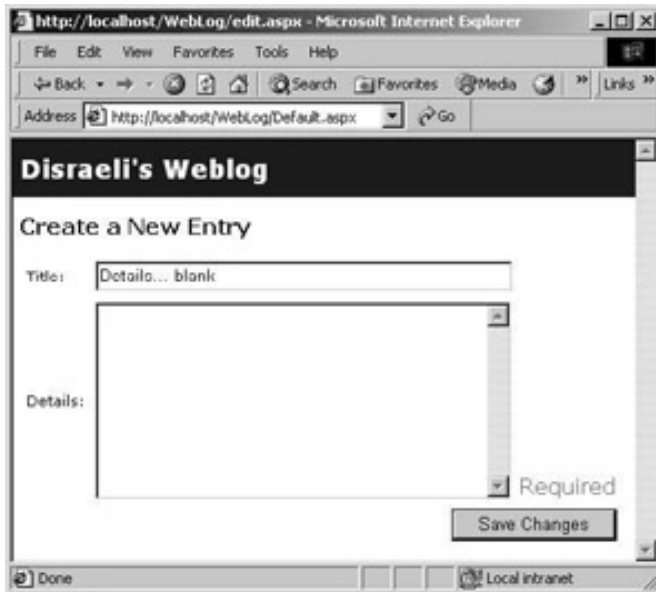 http://localhost/WebLog/edit.aspx - Microsoft Internet Explorer
File Edit View Favorites Tools Help
Back Search Favorites Media » Links »
Address http://localhost/WebLog/Default.aspx Go
Disraeli's Weblog
Create a New Entry
Title: Details... blank
Details:
Required
Save Changes
Done Local intranet